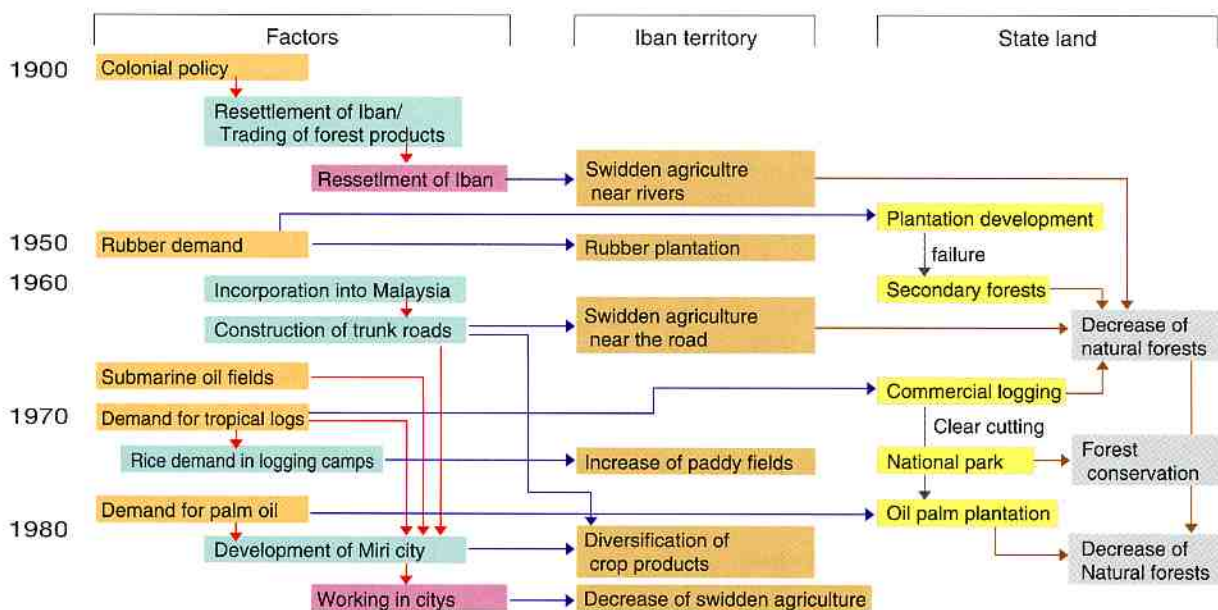 Factors
Iban territory
State land
1900
Colonial policy
Resettlement of Iban/
Trading of forest products
Ressetlment of Iban
Swidden agricultre
near rivers
Plantation development
1950
Rubber demand
Rubber plantation
failure
1960
Incorporation into Malaysia
Secondary forests
Construction of trunk roads
Swidden agriculture
near the road
Decrease of
natural forests
Submarine oil fields
Commercial logging
1970
Demand for tropical logs
Clear cutting
Rice demand in logging camps
Increase of paddy fields
National park
Forest
conservation
Demand for palm oil
Oil palm plantation
1980
Development of Miri city
Diversification of
crop products
Decrease of
Natural forests
Working in citys
Decrease of swidden agriculture